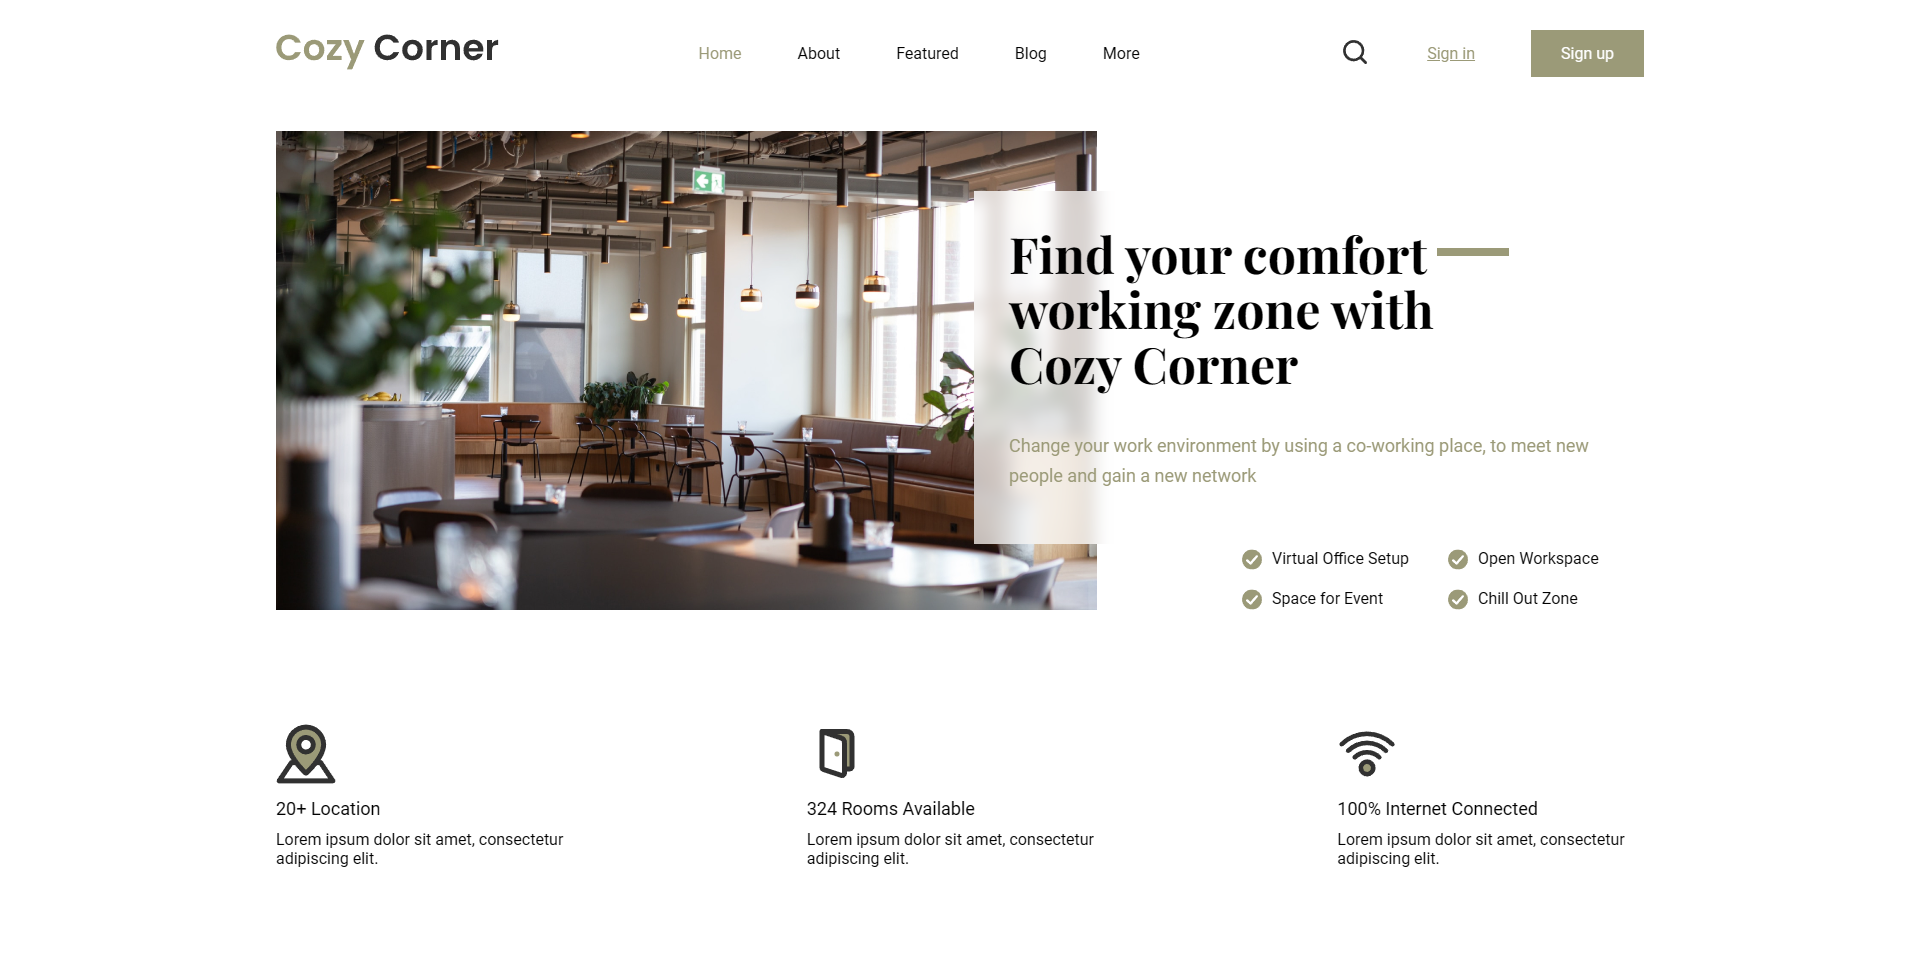 Cozy Corner
Home About Featured Blog More
Sign in
Sign up
Find your comfort
working zone with
Cozy Corner
Change your work environment by using a co-working place, to meet new
people and gain a new network
Virtual Office Setup
Open Workspace
Space for Event
Chill Out Zone
20+ Location
Lorem ipsum dolor sit amet, consectetur
adipiscing elit.
324 Rooms Available
Lorem ipsum dolor sit amet, consectetur
adipiscing elit.
100% Internet Connected
Lorem ipsum dolor sit amet, consectetur
adipiscing elit.